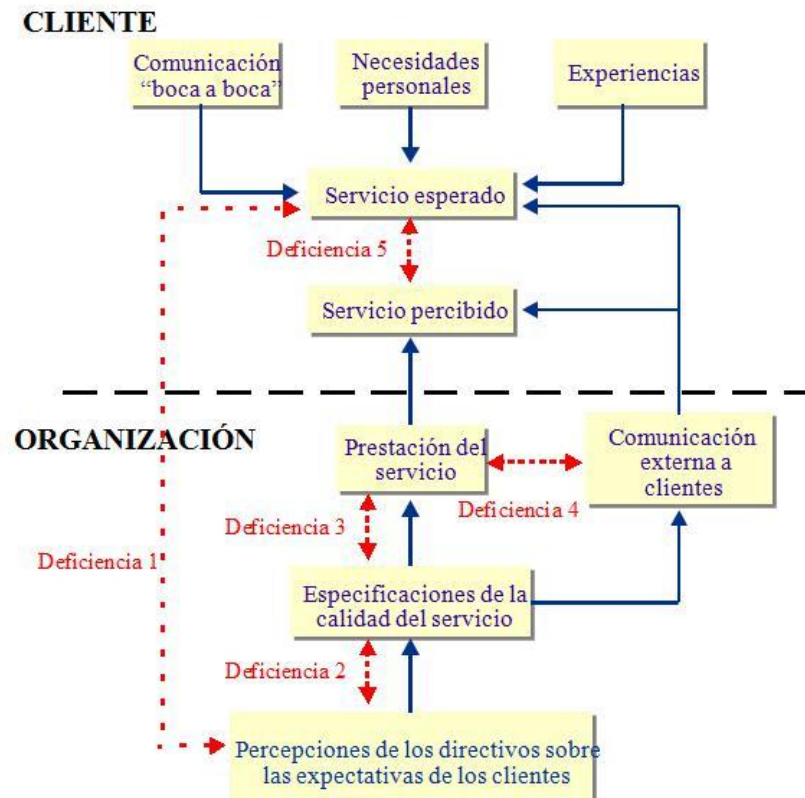 CLIENTE
Comunicación
“boca a boca”
Necesidades
personales
Experiencias
Servicio esperado
Deficiencia 5
Servicio percibido
ORGANIZACIÓN
Prestación del
servicio
Comunicación
externa a
clientes
Deficiencia 4
Deficiencia 3
Deficiencia 1
Especificaciones de la
calidad del servicio
Deficiencia 2
Percepciones de los directivos sobre
las expectativas de los clientes